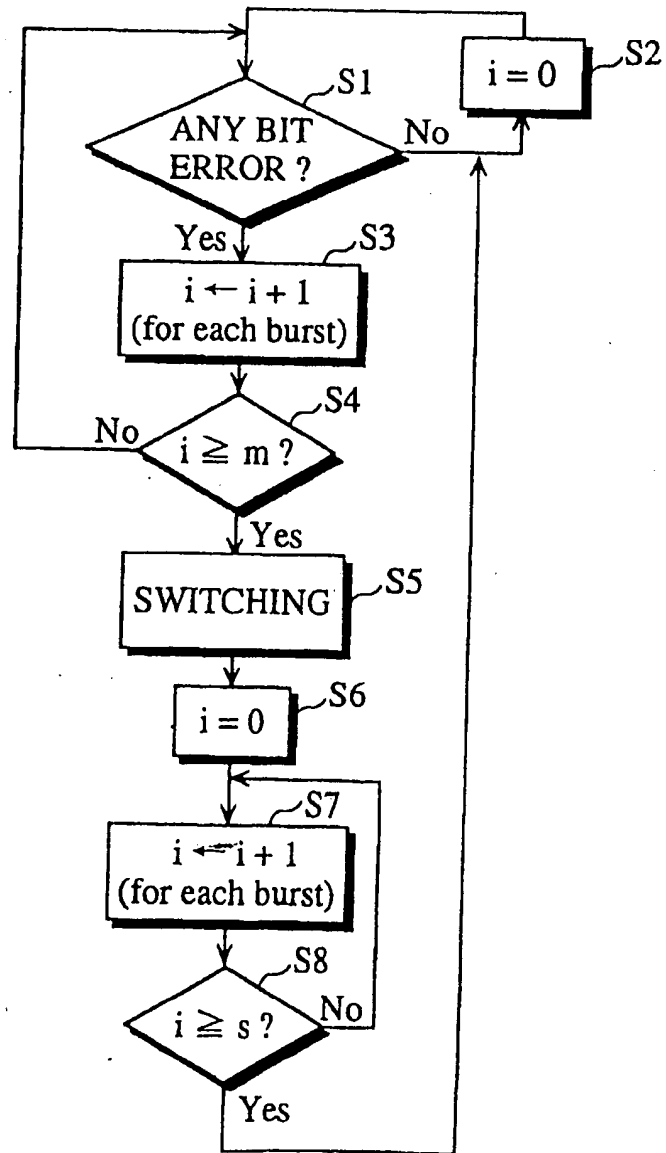 S2
i = 0
S1
ANY BIT
ERROR ?
No
Yes
S3
i ← i + 1
(for each burst)
S4
No
i ≧ m ?
Yes
SWITCHING
S5
S6
i = 0
S7
i ← i + 1
(for each burst)
S8
i ≧ s ?
No
Yes